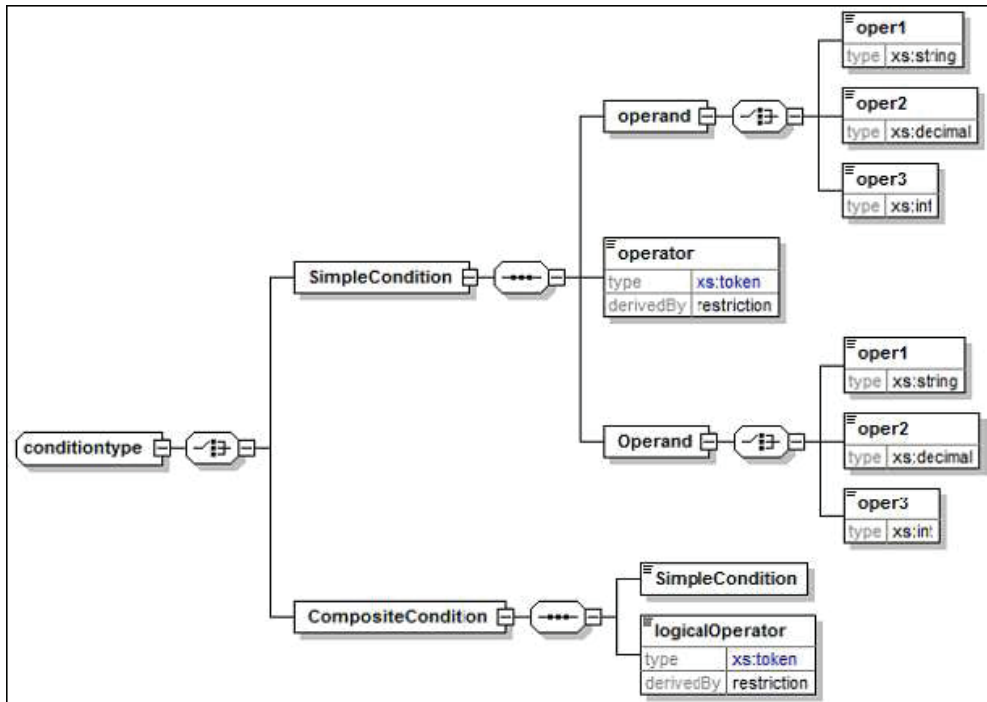 oper1
type xs:string
oper2
type xs:decimal
oper3
type xs:int
operand
operator
type xs:token
derivedBy restriction
SimpleCondition
oper1
type xs:string
oper2
type xs:decimal
oper3
type xs:int
Operand
conditiontype
SimpleCondition
logicalOperator
type xs:token
derivedBy restriction
CompositeCondition